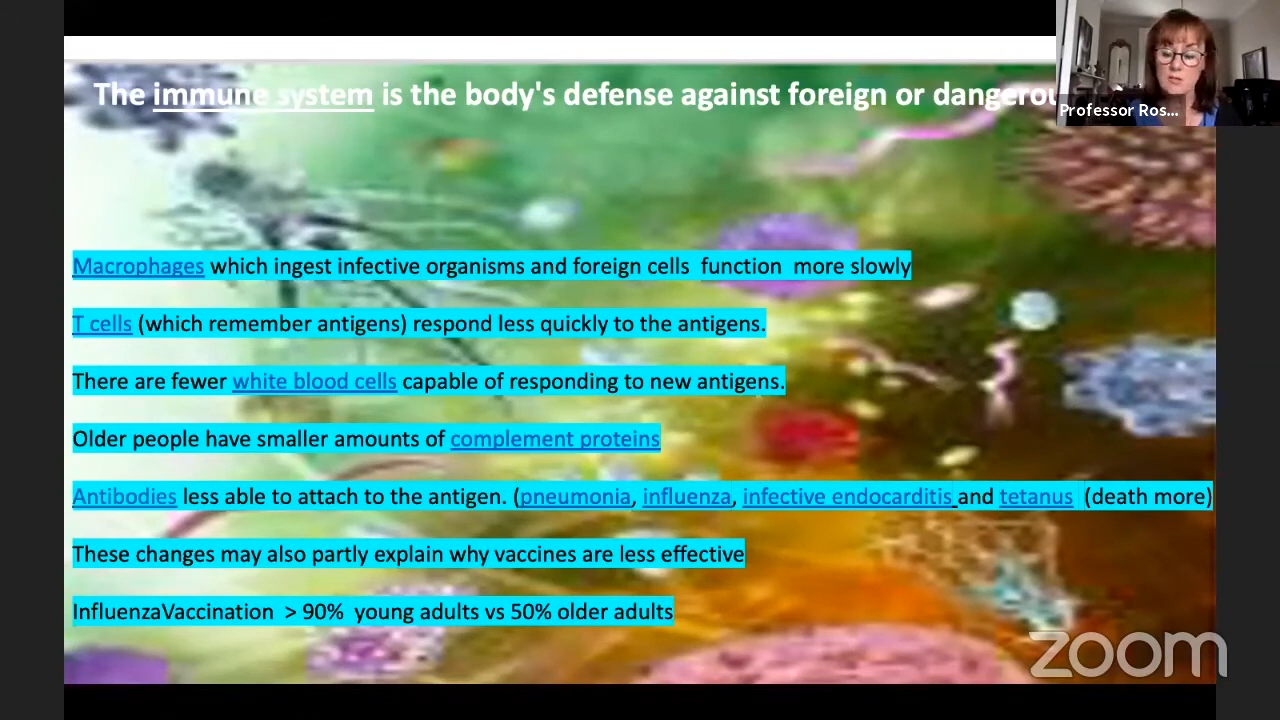 The immune system is the body's defense against foreign or dangerou
Professor Ros...
Macrophages which ingest infective organisms and foreign cells function more slowly
T cells (which remember antigens) respond less quickly to the antigens.
There are fewer white blood cells capable of responding to new antigens.
Older people have smaller amounts of complement proteins
Antibodies less able to attach to the antigen. (pneumonia, influenza, infective endocarditis and tetanus (death more)
These changes may also partly explain why vaccines are less effective
InfluenzaVaccination > 90% young adults vs 50% older adults
zoom